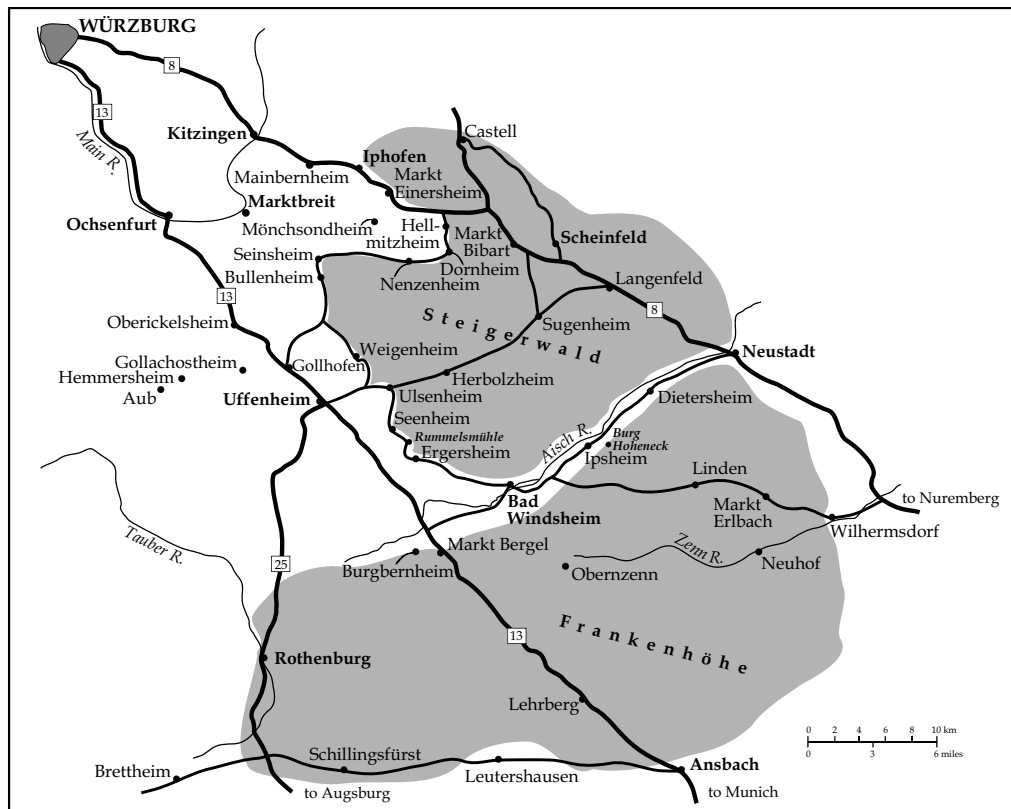 WÜRZBURG
8
13
Main R.
Kitzingen
Castell
Iphofen
Mainbernheim
Markt
Einersheim
Marktbreit
Ochsenfurt
Mönchsondheim
Hell-
mitzheim
Markt
Bibart
Scheinfeld
Seinsheim
Dornheim
Bullenheim
Nenzenheim
Langenfeld
13
Steigerwald
8
Oberickelsheim
Sugenheim
Gollachostheim
Weigenheim
Neustadt
Hemmersheim
Gollhofen
Aub
Herbolzheim
Uffenheim
Ulsenheim
Dietersheim
Seenheim
Rummelsmühle
Aisch R.
Burg
Hoheneck
Ergersheim
Ipsheim
Linden
Bad
Windsheim
Markt
Erlbach
to Nuremberg
Wilhermsdorf
Tauber R.
Markt Bergel
Zenn R.
25
Burgbernheim
Obernzenn
Neuhof
Frankenhöhe
13
Rothenburg
Lehrberg
0 2 4 6 8 10 km
0 3 6 miles
Schillingsfürst
Ansbach
Brettheim
Leutershausen
to Augsburg
to Munich